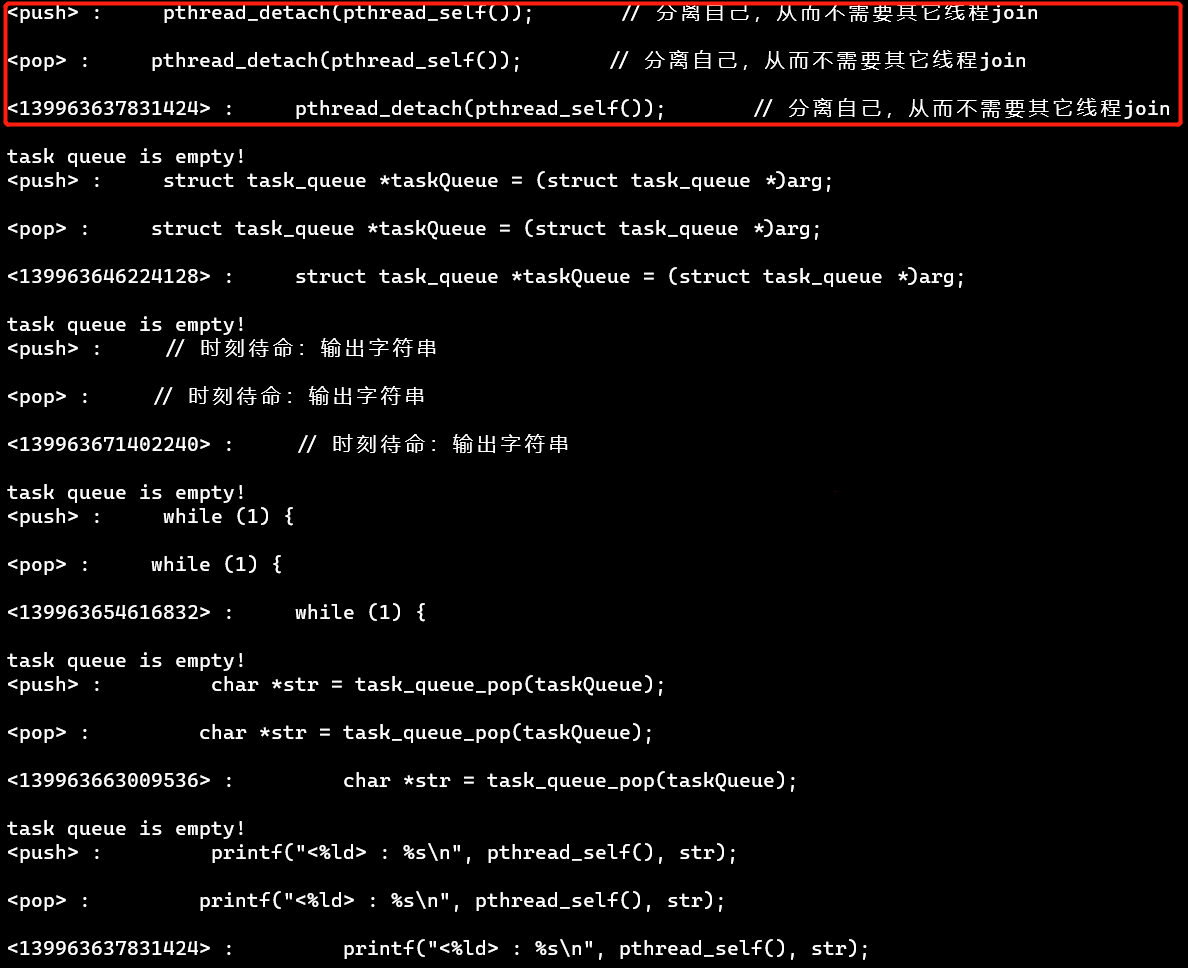 <push> :     pthread_detach(pthread_self());       // 分离自己，从而不需要其它线程join
<pop> :     pthread_detach(pthread_self());       // 分离自己，从而不需要其它线程join
<139963637831424> :     pthread_detach(pthread_self());       // 分离自己，从而不需要其它线程join
task queue is empty!
<push> :     struct task_queue *taskQueue = (struct task_queue *)arg;
<pop> :     struct task_queue *taskQueue = (struct task_queue *)arg;
<139963646224128> :     struct task_queue *taskQueue = (struct task_queue *)arg;
task queue is empty!
<push> :     // 时刻待命：输出字符串
<pop> :     // 时刻待命：输出字符串
<139963671402240> :     // 时刻待命：输出字符串
task queue is empty!
<push> :     while (1) {
<pop> :     while (1) {
<139963654616832> :     while (1) {
task queue is empty!
<push> :         char *str = task_queue_pop(taskQueue);
<pop> :         char *str = task_queue_pop(taskQueue);
<139963663009536> :         char *str = task_queue_pop(taskQueue);
task queue is empty!
<push> :         printf("<%ld> : %s\n", pthread_self(), str);
<pop> :         printf("<%ld> : %s\n", pthread_self(), str);
<139963637831424> :         printf("<%ld> : %s\n", pthread_self(), str);